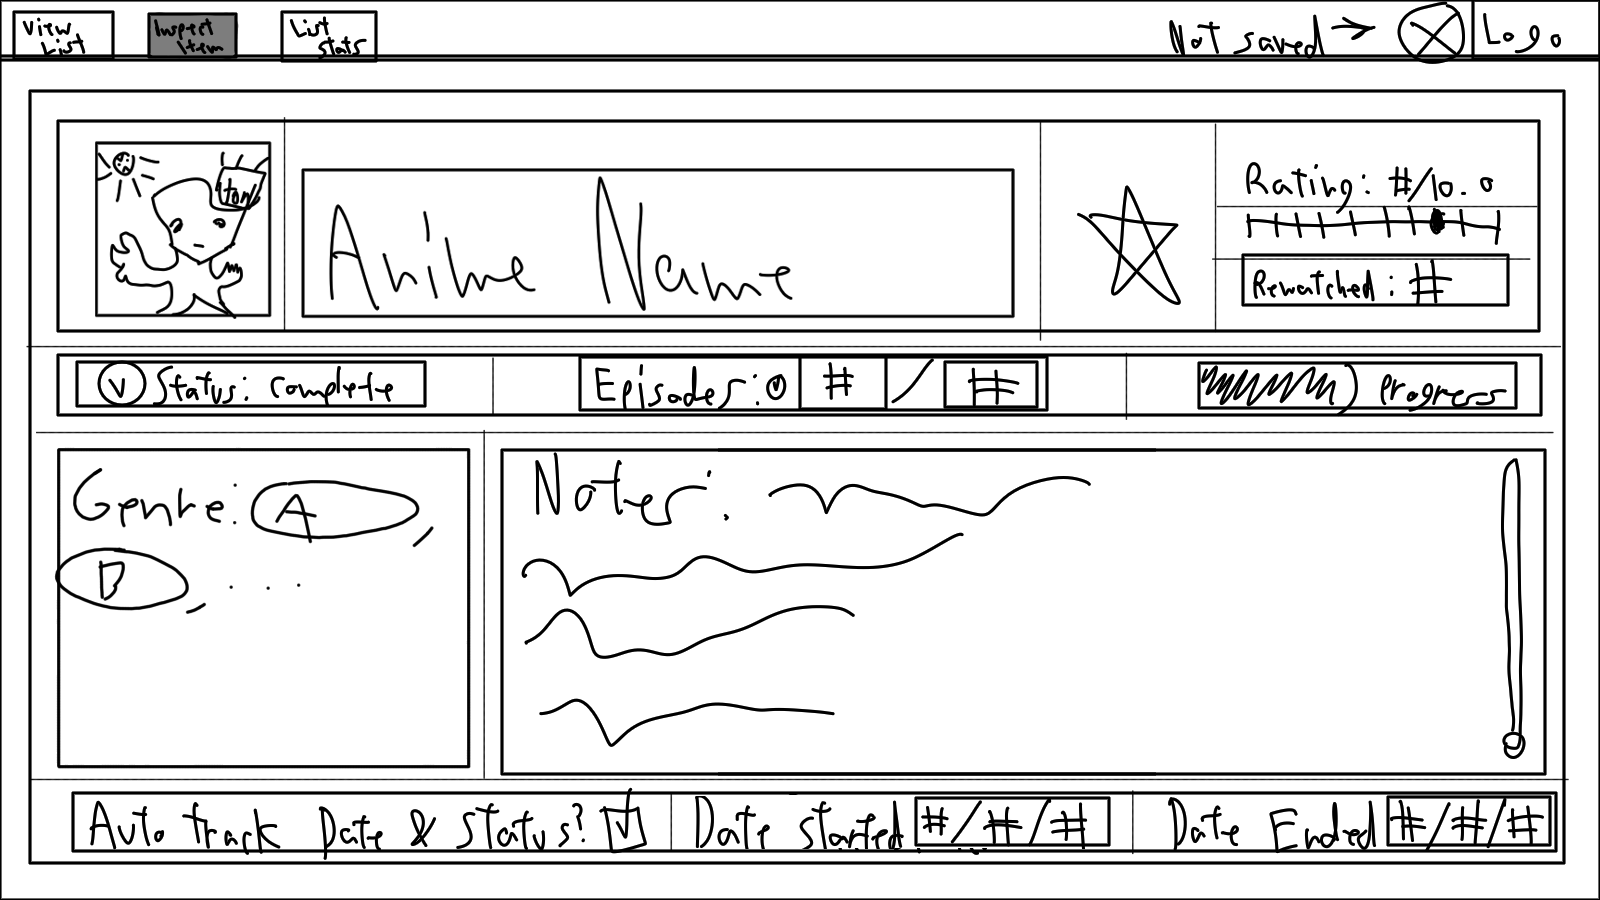 View List
Inspect Item
List Stats
Not saved →
Logo
Anime Name
Rating: #/10.0
Rewatched: #
Status: complete
Episodes: # / #
Progress
Genre: A,
B, ...
Notes:
Auto track Date & Status?
Date started #/#/#
Date Ended #/#/#